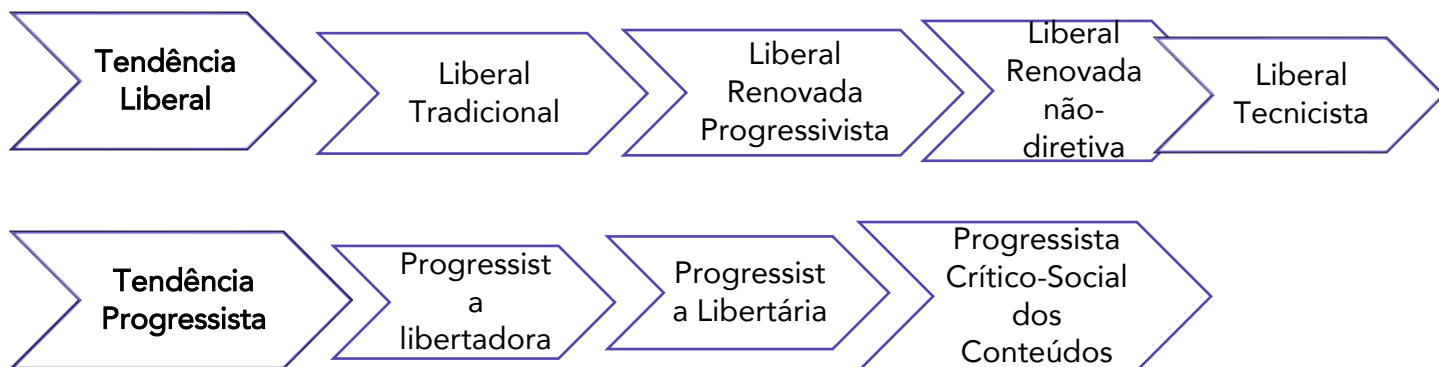 Tendência
Liberal
Liberal
Tradicional
Liberal
Renovada
Progressivista
Liberal
Renovada
não-
diretiva
Liberal
Tecnicista
Tendência
Progressista
Progressist
a
libertadora
Progressist
a Libertária
Progressista
Crítico-Social
dos
Conteúdos